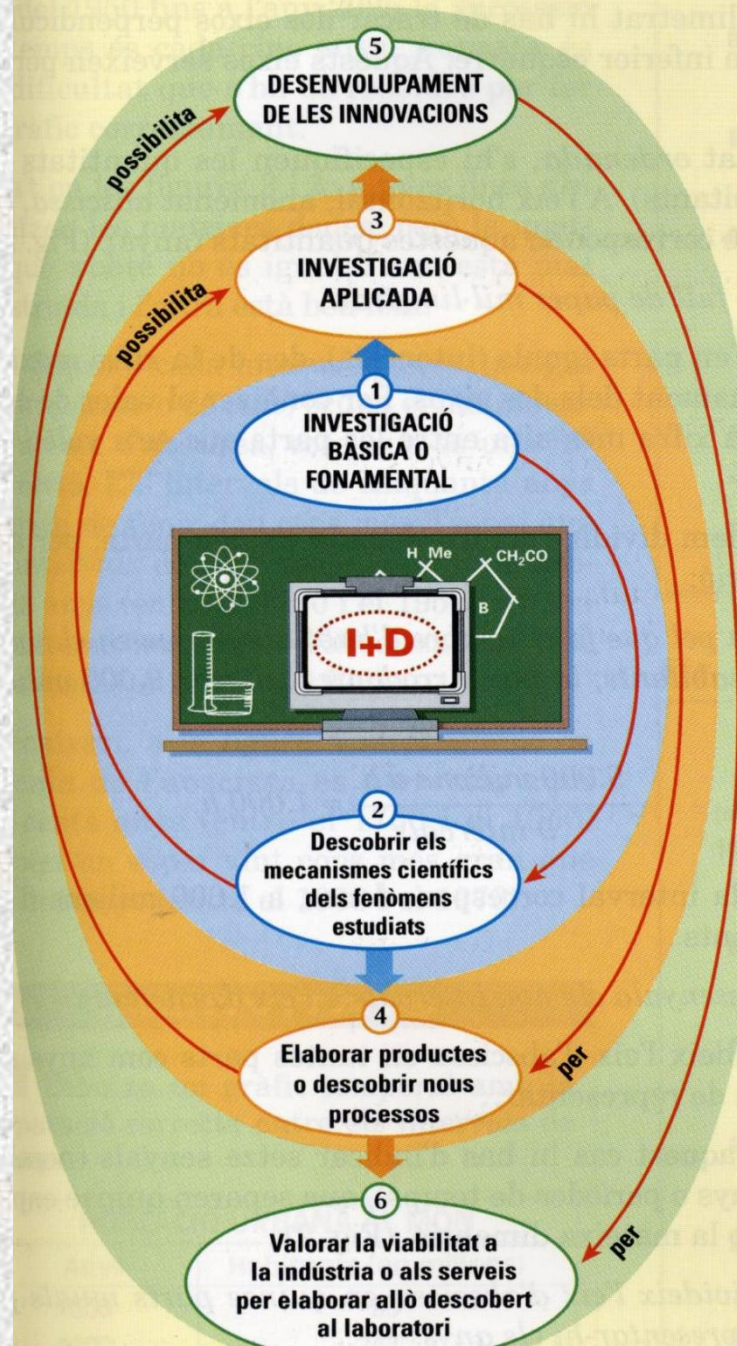 5
DESENVOLUPAMENT
DE LES INNOVACIONS
possibilita
3
INVESTIGACIÓ
APLICADA
possibilita
1
INVESTIGACIÓ
BÀSICA O
FONAMENTAL
H Me
CH₂CO
B
I+D
2
Descobrir els
mecanismes científics
dels fenòmens
estudiats
4
Elaborar productes
o descobrir nous
processos
per
6
Valorar la viabilitat a
la indústria o als serveis
per elaborar allò descobert
al laboratori
per